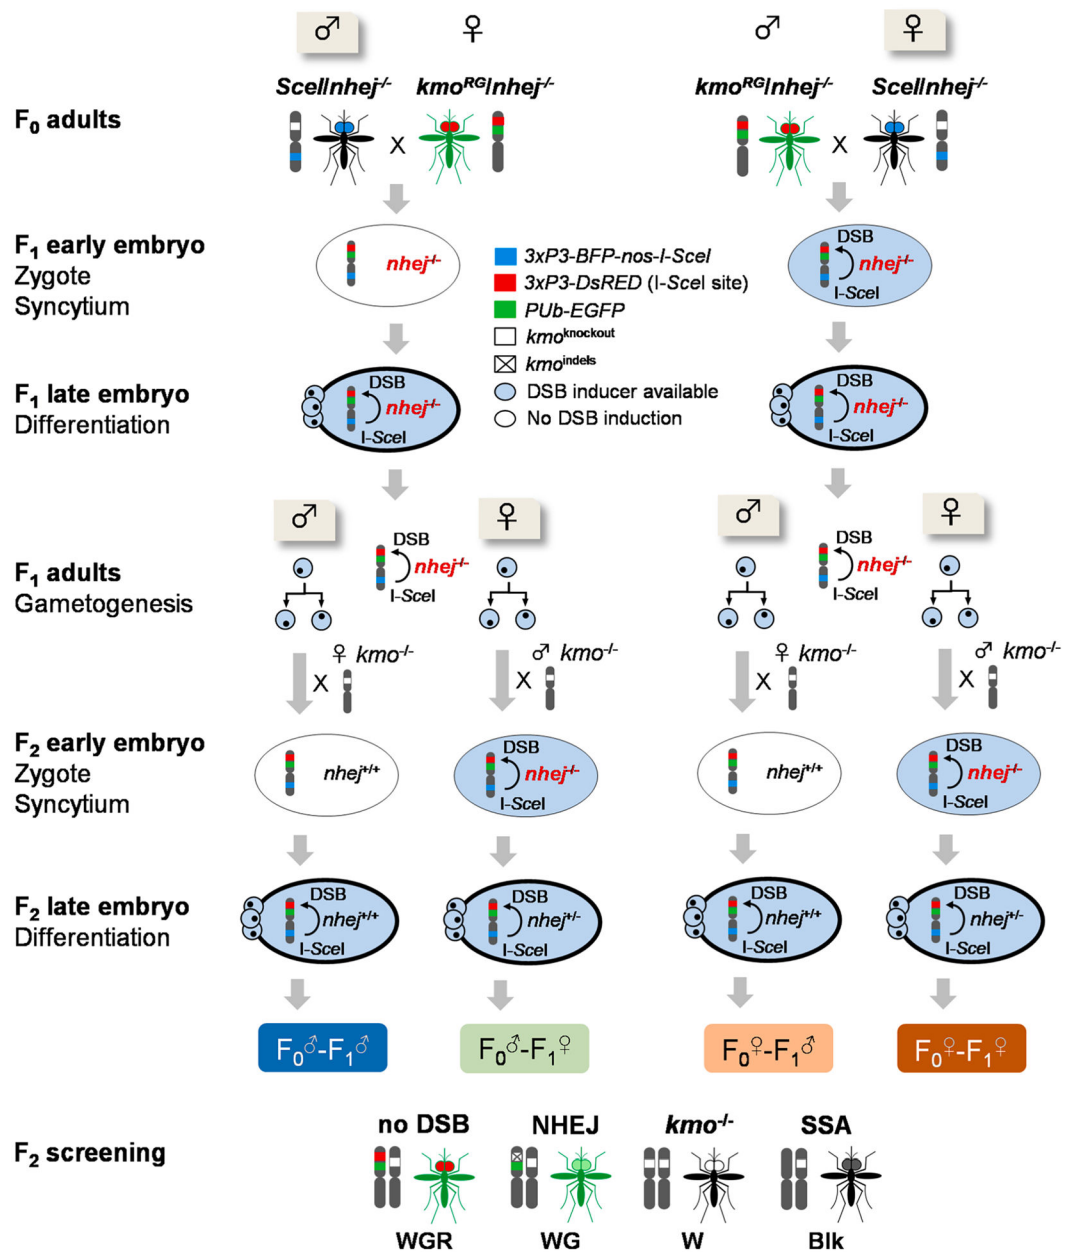 ♂ ♀ ♂ ♀
SceI/nhej-/- kmoRG/nhej-/- kmoRG/nhej-/- SceI/nhej-/-
F0 adults
X X
F1 early embryo
Zygote
Syncytium
nhej-/-
DSB
nhej-/-
I-SceI
3xP3-BFP-nos-I-SceI
3xP3-DsRED (I-SceI site)
PUb-EGFP
kmoknockout
kmoindels
DSB inducer available
No DSB induction
F1 late embryo
Differentiation
DSB
nhej-/-
I-SceI
DSB
nhej-/-
I-SceI
♂ ♀ ♂ ♀
F1 adults
Gametogenesis
DSB
nhej-/-
I-SceI
DSB
nhej-/-
I-SceI
♀ kmo-/- ♂ kmo-/- ♀ kmo-/- ♂ kmo-/-
X X X X
F2 early embryo
Zygote
Syncytium
nhej+/+
DSB
nhej-/-
I-SceI
nhej+/+
DSB
nhej-/-
I-SceI
F2 late embryo
Differentiation
DSB
nhej+/+
I-SceI
DSB
nhej+/-
I-SceI
DSB
nhej+/+
I-SceI
DSB
nhej+/-
I-SceI
F0♂-F1♂ F0♂-F1♀ F0♀-F1♂ F0♀-F1♀
F2 screening
no DSB NHEJ kmo-/- SSA
WGR WG W Blk